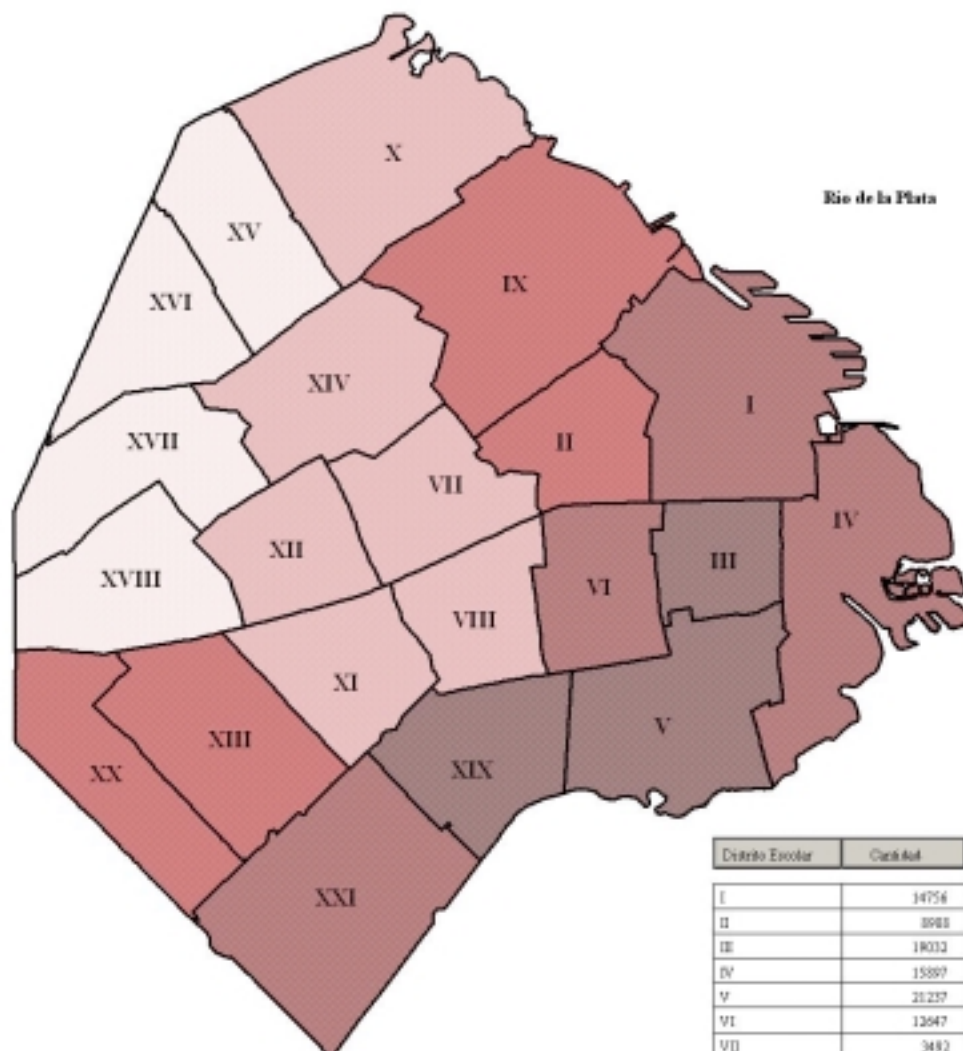 X
Rio de la Plata
XV
IX
XVI
XIV
I
XVII
II
VII
IV
XII
III
XVIII
VI
VIII
XI
V
XIII
XIX
XX
XXI
Distrito Escolar Cantidad
I 14756
II 8988
III 19032
IV 15897
V 21237
VI 12647
VII 3482